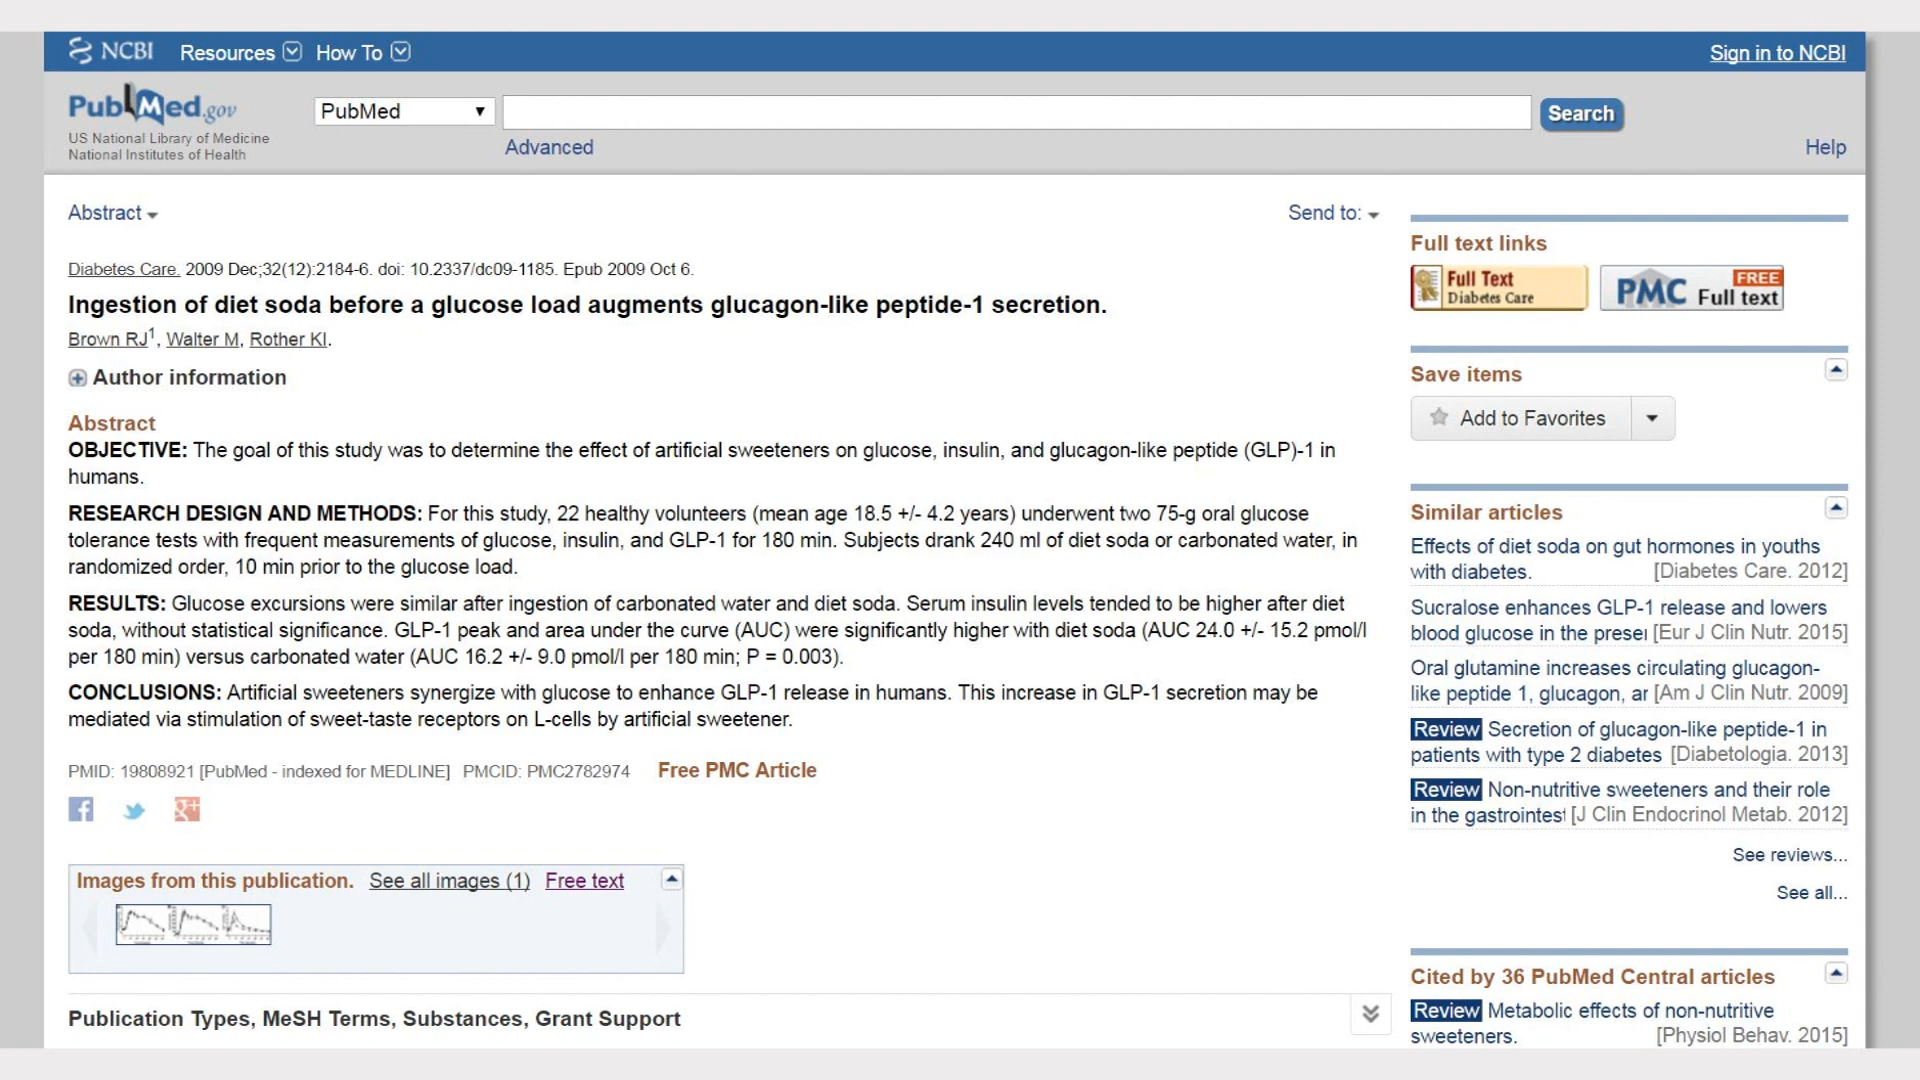 NCBI Resources How To Sign in to NCBI
PubMed.gov
US National Library of Medicine
National Institutes of Health
PubMed
Search
Advanced
Help
Abstract
Send to:
Diabetes Care. 2009 Dec;32(12):2184-6. doi: 10.2337/dc09-1185. Epub 2009 Oct 6.
Ingestion of diet soda before a glucose load augments glucagon-like peptide-1 secretion.
Brown RJ1, Walter M, Rother KI.
Author information
Abstract
OBJECTIVE: The goal of this study was to determine the effect of artificial sweeteners on glucose, insulin, and glucagon-like peptide (GLP)-1 in
humans.
RESEARCH DESIGN AND METHODS: For this study, 22 healthy volunteers (mean age 18.5 +/- 4.2 years) underwent two 75-g oral glucose
tolerance tests with frequent measurements of glucose, insulin, and GLP-1 for 180 min. Subjects drank 240 ml of diet soda or carbonated water, in
randomized order, 10 min prior to the glucose load.
RESULTS: Glucose excursions were similar after ingestion of carbonated water and diet soda. Serum insulin levels tended to be higher after diet
soda, without statistical significance. GLP-1 peak and area under the curve (AUC) were significantly higher with diet soda (AUC 24.0 +/- 15.2 pmol/l
per 180 min) versus carbonated water (AUC 16.2 +/- 9.0 pmol/l per 180 min; P = 0.003).
CONCLUSIONS: Artificial sweeteners synergize with glucose to enhance GLP-1 release in humans. This increase in GLP-1 secretion may be
mediated via stimulation of sweet-taste receptors on L-cells by artificial sweetener.
PMID: 19808921 [PubMed - indexed for MEDLINE] PMCID: PMC2782974 Free PMC Article
Images from this publication. See all images (1) Free text
Publication Types, MeSH Terms, Substances, Grant Support
Full text links
Full Text
Diabetes Care
PMC FREE
Full text
Save items
Add to Favorites
Similar articles
Effects of diet soda on gut hormones in youths
with diabetes. [Diabetes Care. 2012]
Sucralose enhances GLP-1 release and lowers
blood glucose in the preser [Eur J Clin Nutr. 2015]
Oral glutamine increases circulating glucagon-
like peptide 1, glucagon, ar [Am J Clin Nutr. 2009]
Review Secretion of glucagon-like peptide-1 in
patients with type 2 diabetes [Diabetologia. 2013]
Review Non-nutritive sweeteners and their role
in the gastrointest [J Clin Endocrinol Metab. 2012]
See reviews...
See all...
Cited by 36 PubMed Central articles
Review Metabolic effects of non-nutritive
sweeteners. [Physiol Behav. 2015]